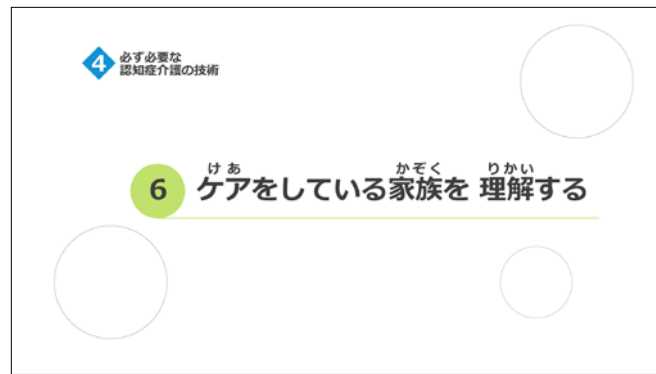 4
必ず必要な
認知症介護の技術
けあ かぞく りかい
6 ケアをしている家族を 理解する